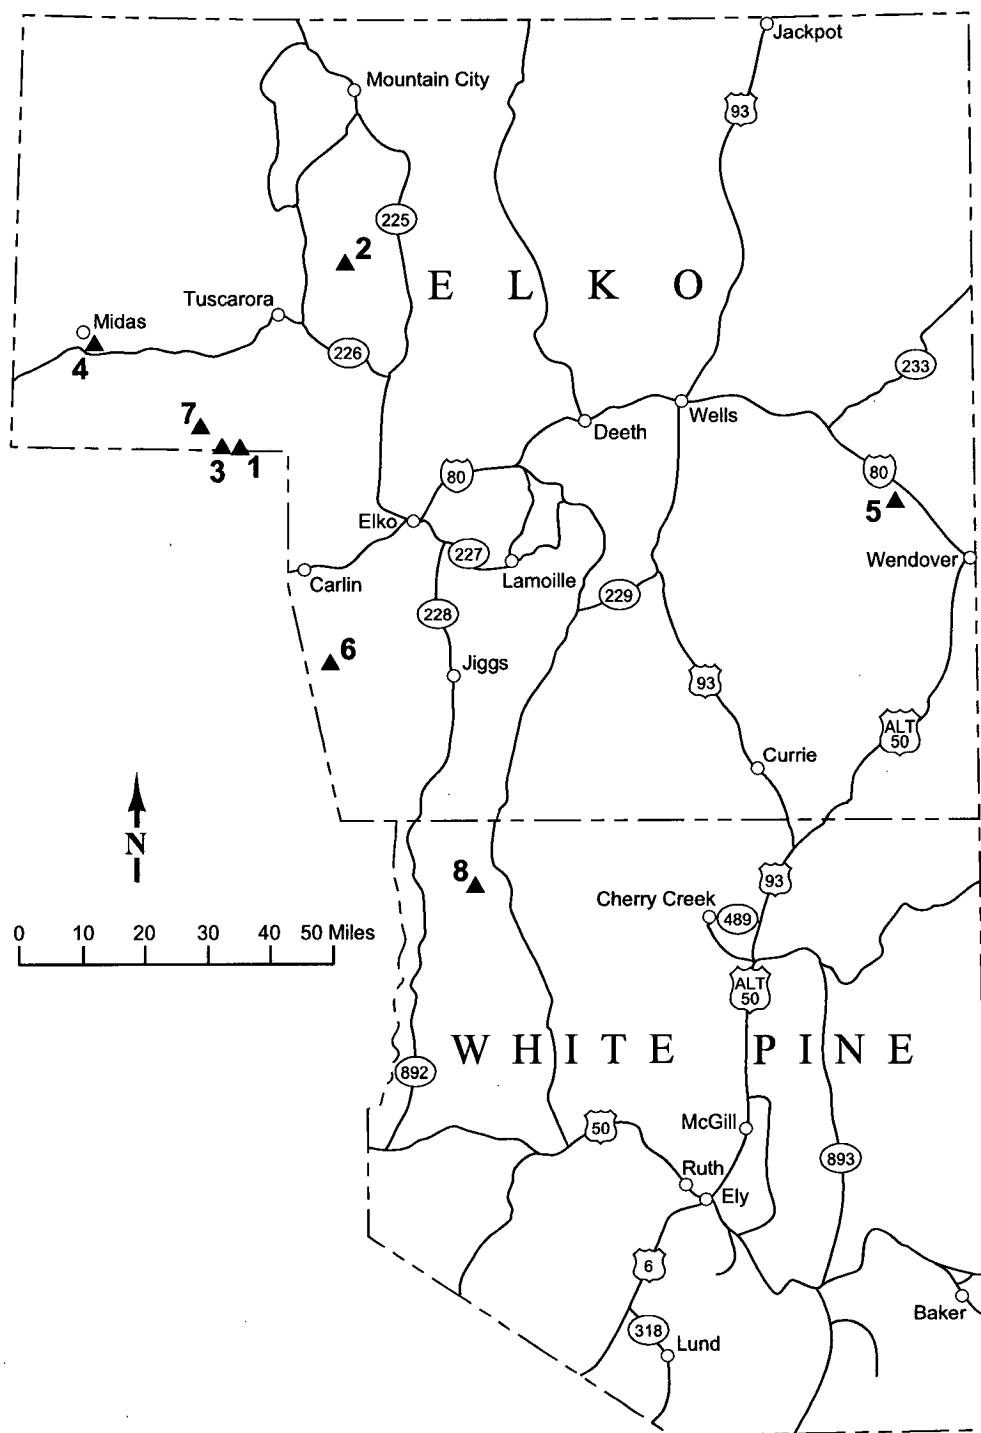 Jackpot
Mountain City
93
225
2
E L K O
Tuscarora
Midas
226
4
233
7
Wells
Deeth
3 1
80
80
5
Elko
227
Wendover
Carlin
Lamoille
229
228
6
Jiggs
93
ALT
50
Currie
N
8
93
Cherry Creek
489
0 10 20 30 40 50 Miles
ALT
50
W H I T E P I N E
892
50
McGill
893
Ruth
Ely
6
Baker
318
Lund